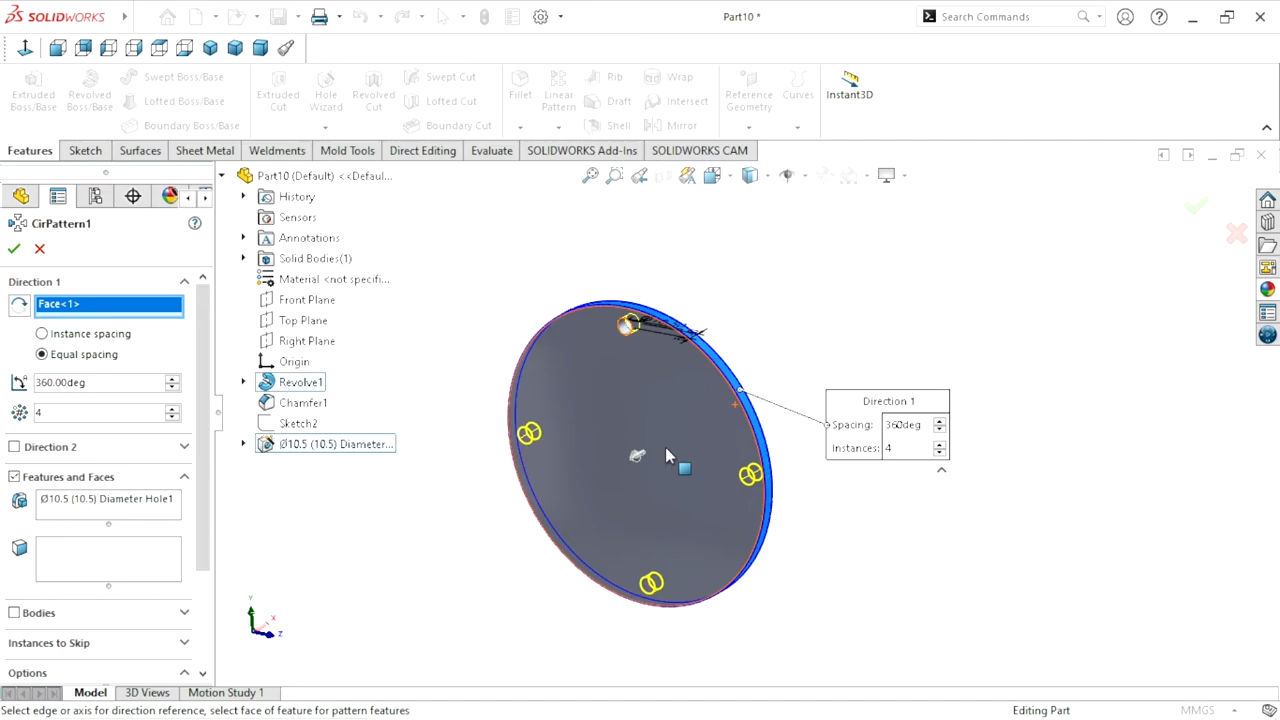 SOLIDWORKS
Part10 *
Search Commands
Extruded Boss/Base
Revolved Boss/Base
Swept Boss/Base
Lofted Boss/Base
Boundary Boss/Base
Extruded Cut
Hole Wizard
Revolved Cut
Swept Cut
Lofted Cut
Boundary Cut
Fillet
Linear Pattern
Rib
Draft
Shell
Wrap
Intersect
Mirror
Reference Geometry
Curves
Instant3D
Features
Sketch
Surfaces
Sheet Metal
Weldments
Mold Tools
Direct Editing
Evaluate
SOLIDWORKS Add-Ins
SOLIDWORKS CAM
CirPattern1
Direction 1
Face<1>
Instance spacing
Equal spacing
360.00deg
4
Direction 2
Features and Faces
Ø10.5 (10.5) Diameter Hole1
Bodies
Instances to Skip
Options
Part10 (Default) <<Defaul...
History
Sensors
Annotations
Solid Bodies(1)
Material <not specifi...
Front Plane
Top Plane
Right Plane
Origin
Revolve1
Chamfer1
Sketch2
Ø10.5 (10.5) Diameter...
Direction 1
Spacing: 360deg
Instances: 4
Y
X
Z
Model
3D Views
Motion Study 1
Select edge or axis for direction reference, select face of feature for pattern features
Editing Part
MMGS